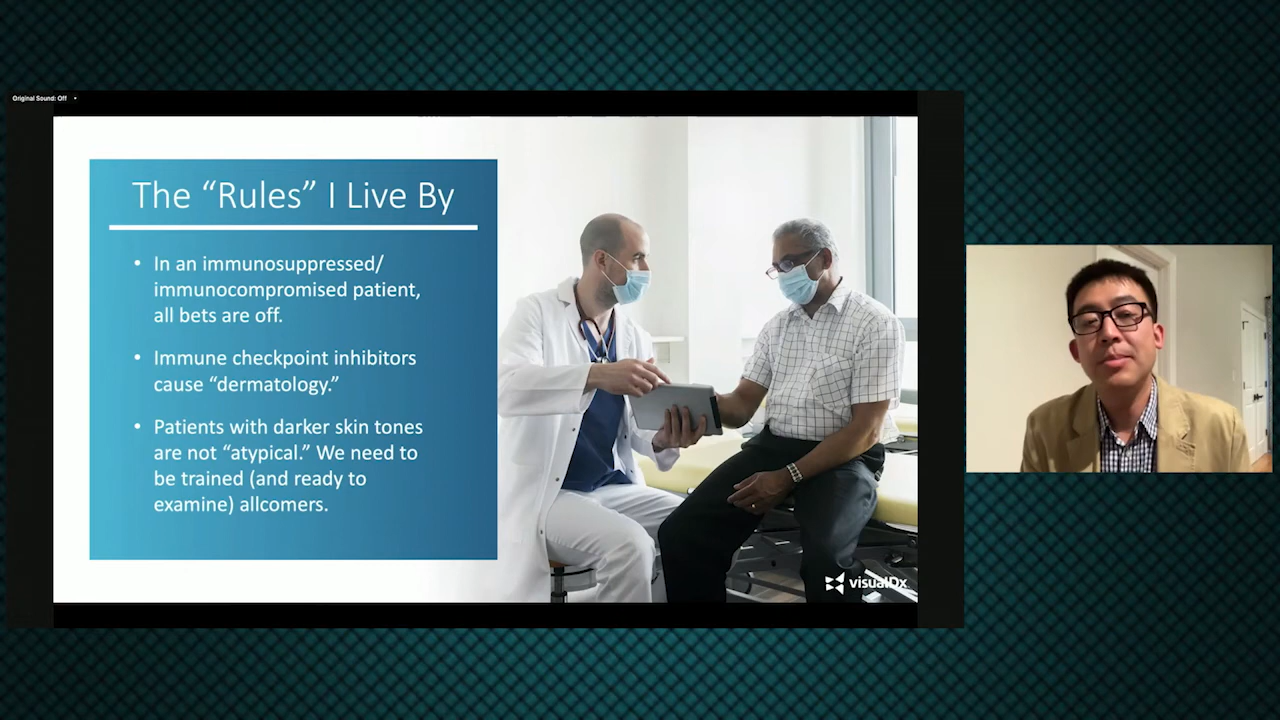 Original Sound: Off
The “Rules” I Live By
• In an immunosuppressed/
immunocompromised patient,
all bets are off.
• Immune checkpoint inhibitors
cause “dermatology.”
• Patients with darker skin tones
are not “atypical.” We need to
be trained (and ready to
examine) allcomers.
visualDx